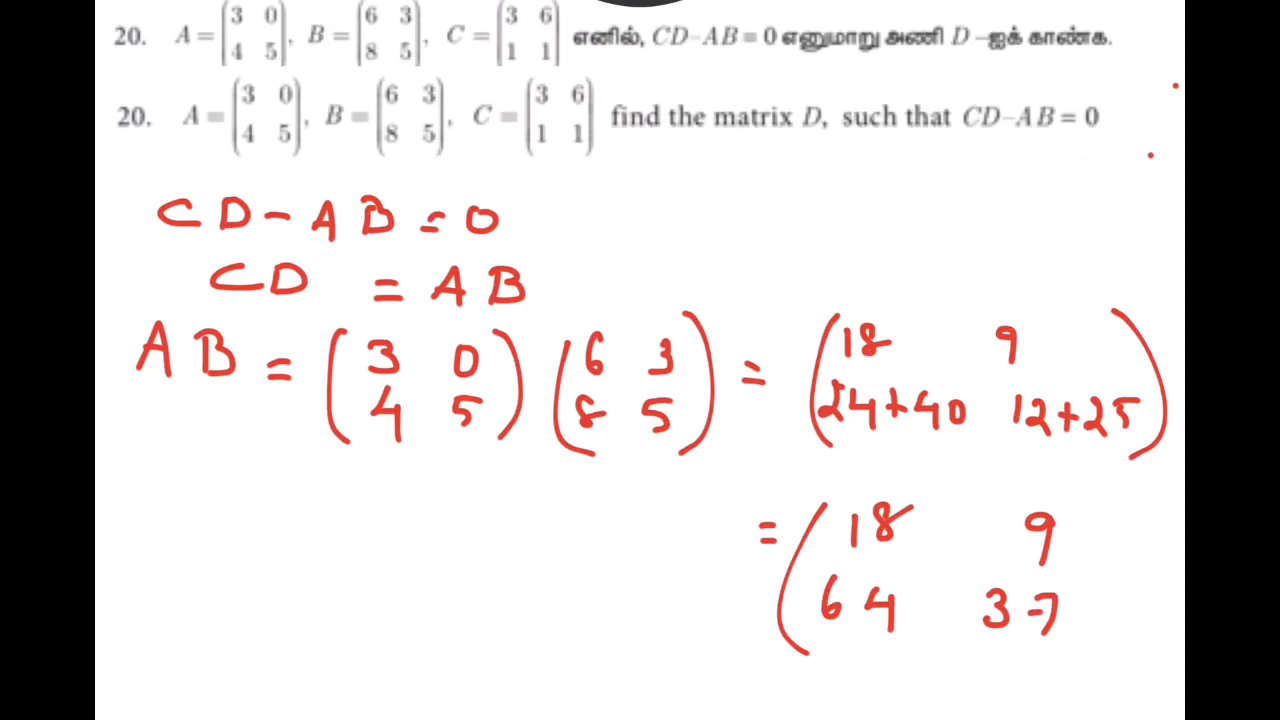 20. A = (3 0 4 5), B = (6 3 8 5), C = (3 6 1 1) எனில், CD–AB = 0 எனுமாறு அணி D –ஐக் காண்க.
20. A = (3 0 4 5), B = (6 3 8 5), C = (3 6 1 1) find the matrix D, such that CD–AB = 0
CD - AB = 0
CD = AB
AB = (3 0 4 5) (6 3 8 5) = (18 9 24+40 12+25)
= (18 9 64 37